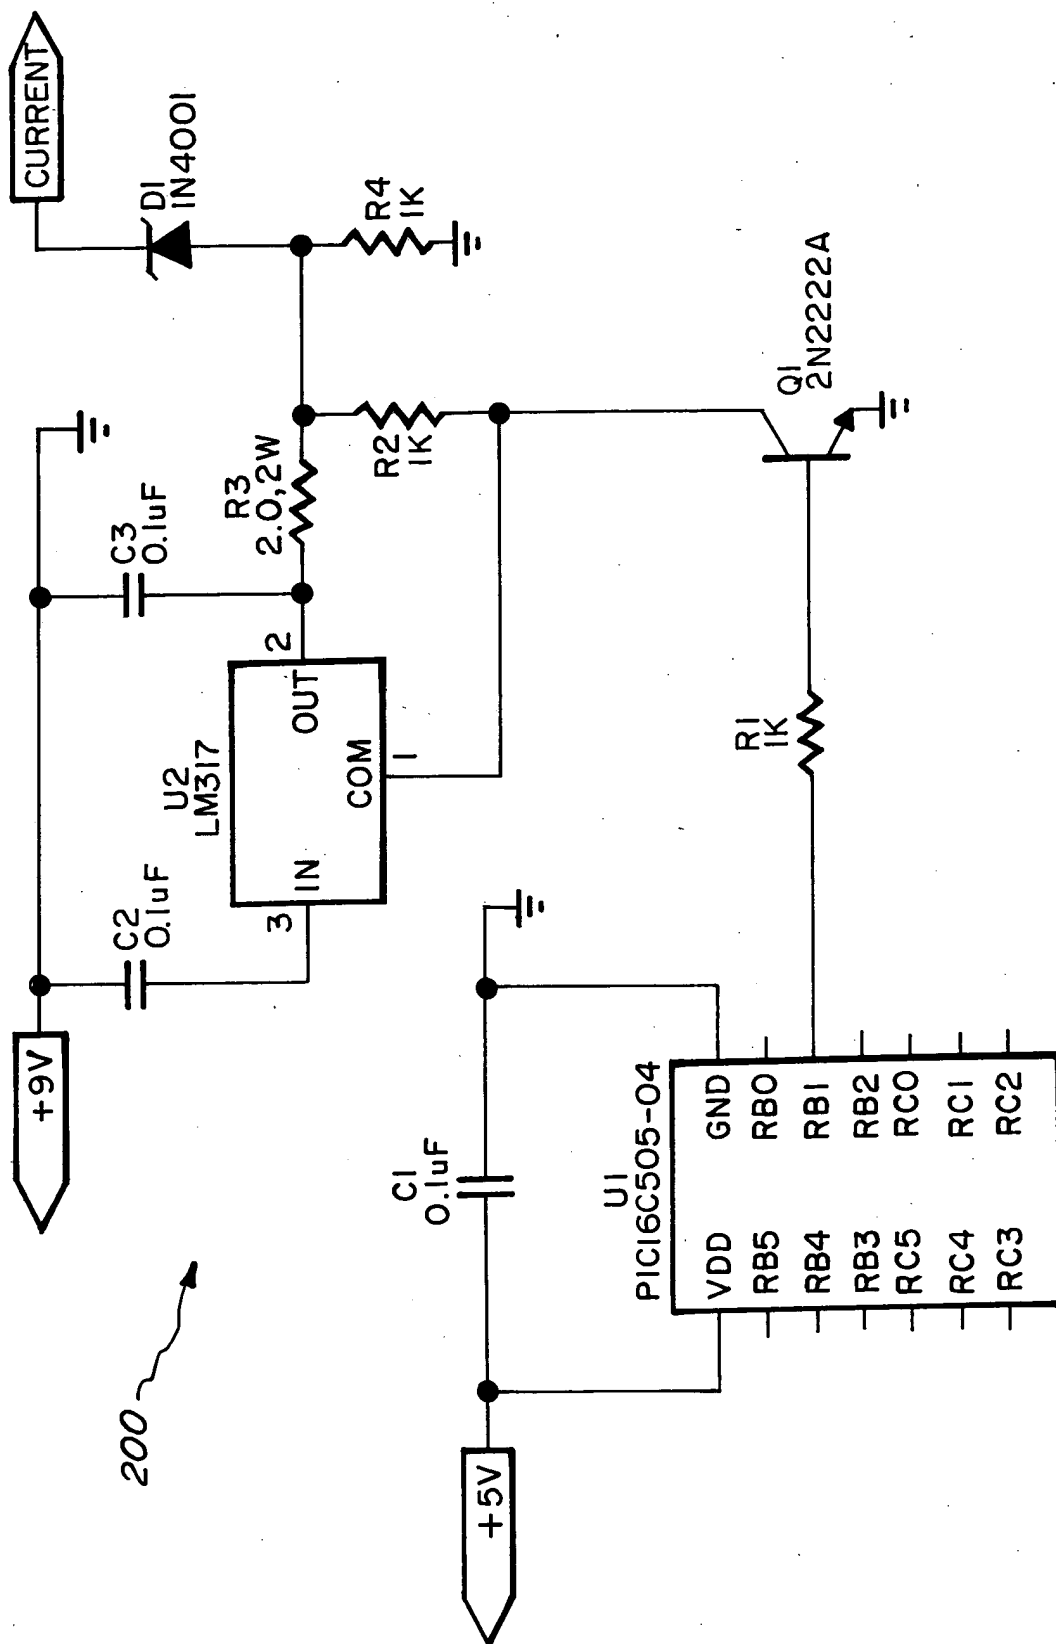 CURRENT
D1
1N4001
R4
1K
+9V
C2
0.1uF
C3
0.1uF
U2
LM317
3
IN
OUT
2
COM
1
R3
2.0,2W
R2
1K
Q1
2N2222A
R1
1K
200
+5V
C1
0.1uF
U1
PIC16C505-04
VDD
GND
RB5
RB0
RB4
RB1
RB3
RB2
RC5
RC0
RC4
RC1
RC3
RC2